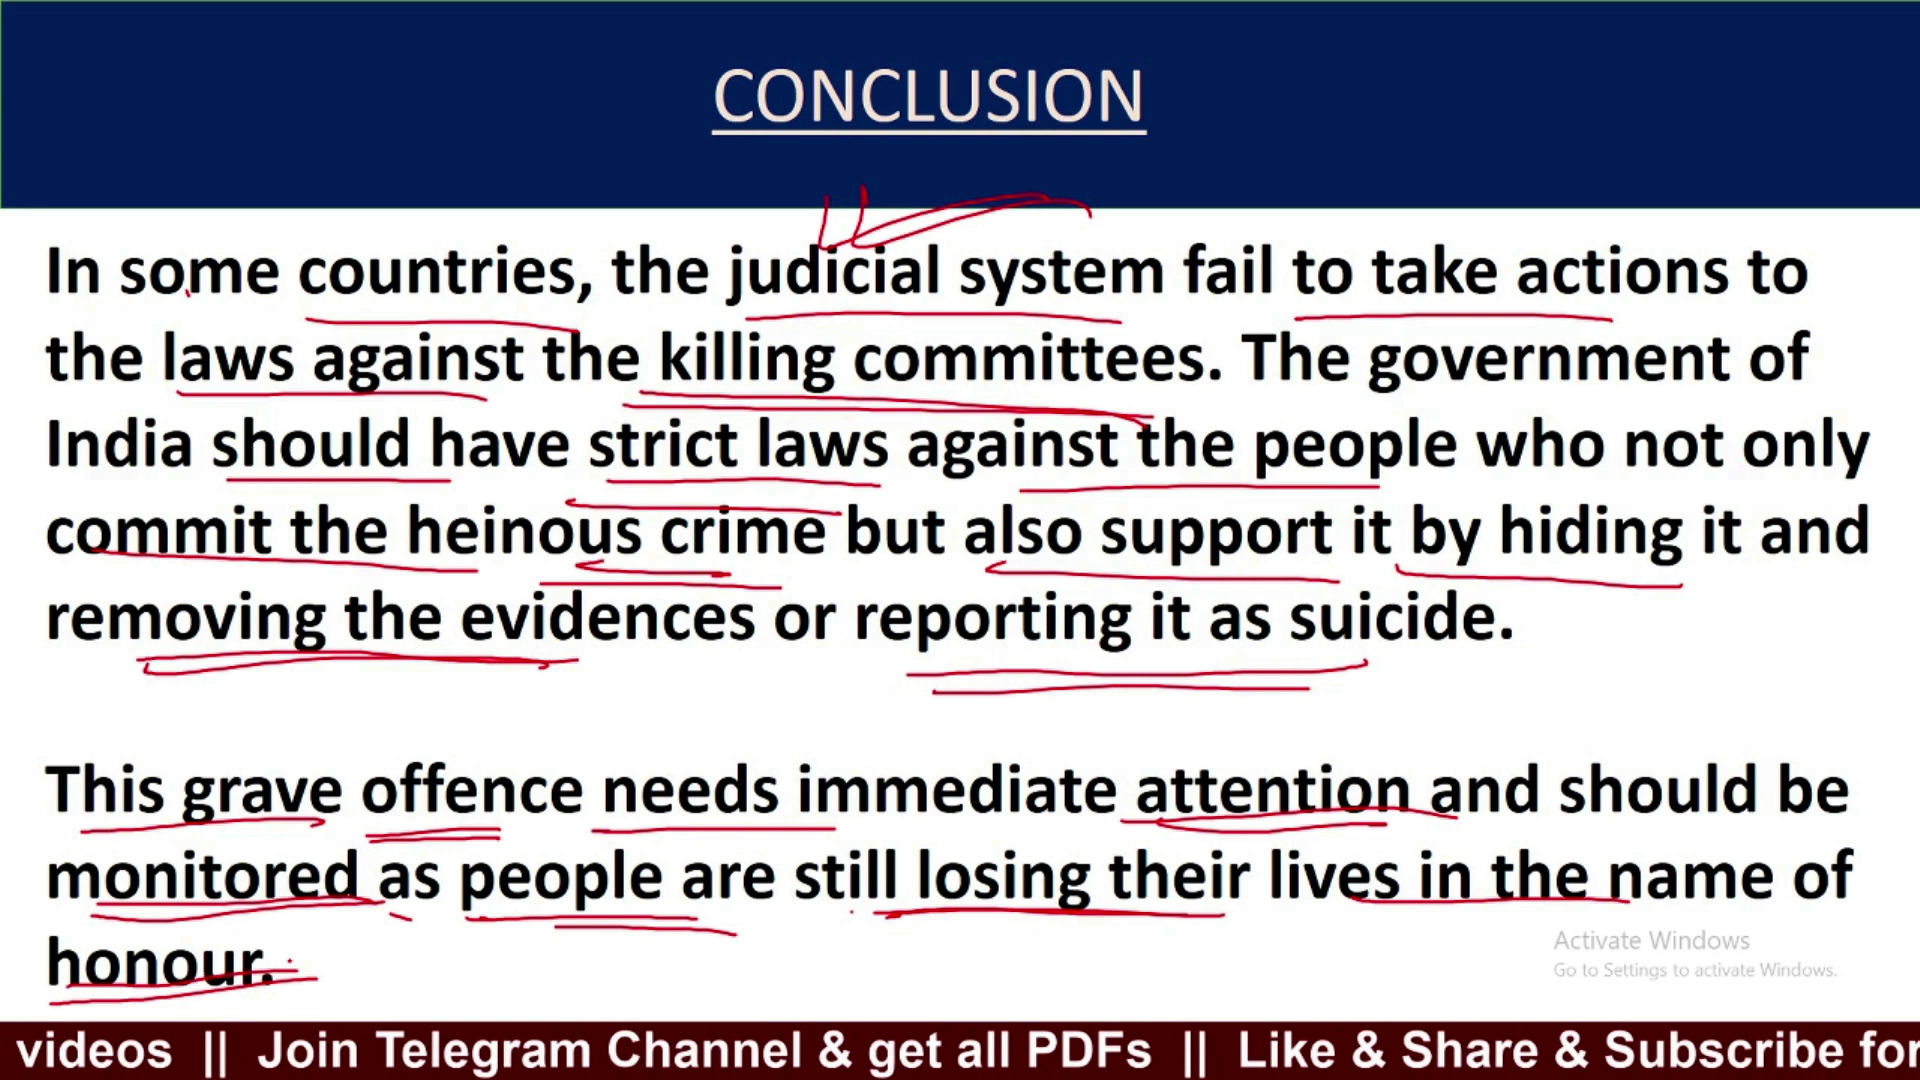 CONCLUSION
In some countries, the judicial system fail to take actions to
the laws against the killing committees. The government of
India should have strict laws against the people who not only
commit the heinous crime but also support it by hiding it and
removing the evidences or reporting it as suicide.
This grave offence needs immediate attention and should be
monitored as people are still losing their lives in the name of
honour.
Activate Windows
Go to Settings to activate Windows.
videos || Join Telegram Channel & get all PDFs || Like & Share & Subscribe for